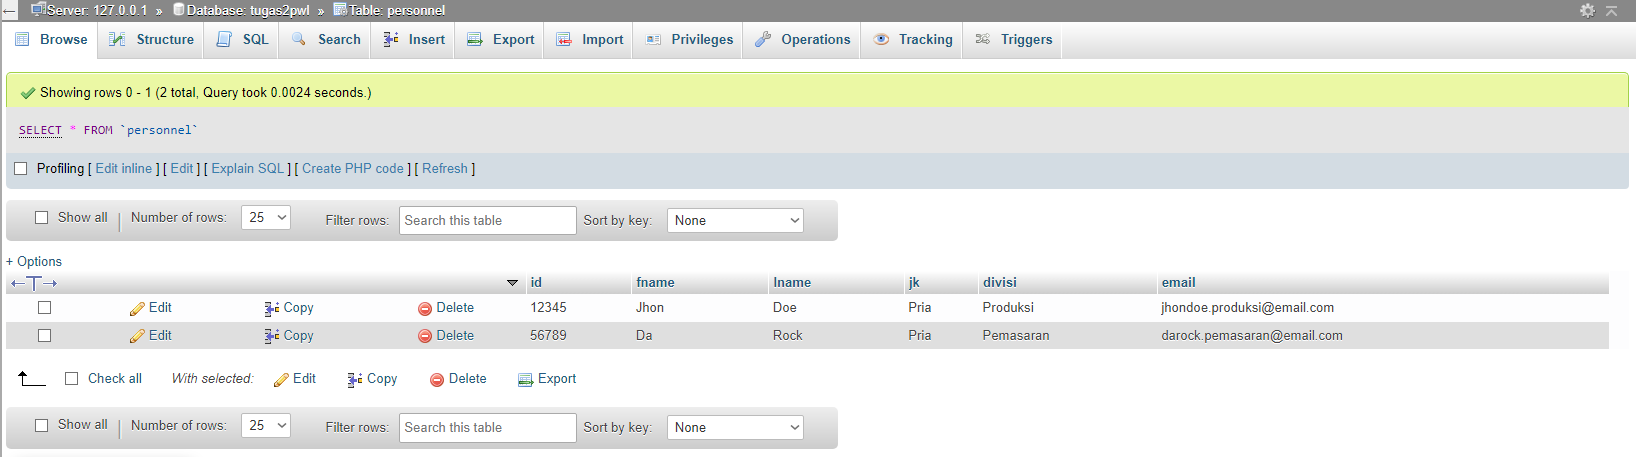 Server: 127.0.0.1 » Database: tugas2pwl » Table: personnel
Browse Structure SQL Search Insert Export Import Privileges Operations Tracking Triggers
Showing rows 0 - 1 (2 total, Query took 0.0024 seconds.)
SELECT * FROM `personnel`
Profiling [ Edit inline ] [ Edit ] [ Explain SQL ] [ Create PHP code ] [ Refresh ]
Show all | Number of rows: 25 Filter rows: Search this table Sort by key: None
+ Options
←T→ id fname lname jk divisi email
Edit Copy Delete 12345 Jhon Doe Pria Produksi jhondoe.produksi@email.com
Edit Copy Delete 56789 Da Rock Pria Pemasaran darock.pemasaran@email.com
Check all With selected: Edit Copy Delete Export
Show all | Number of rows: 25 Filter rows: Search this table Sort by key: None